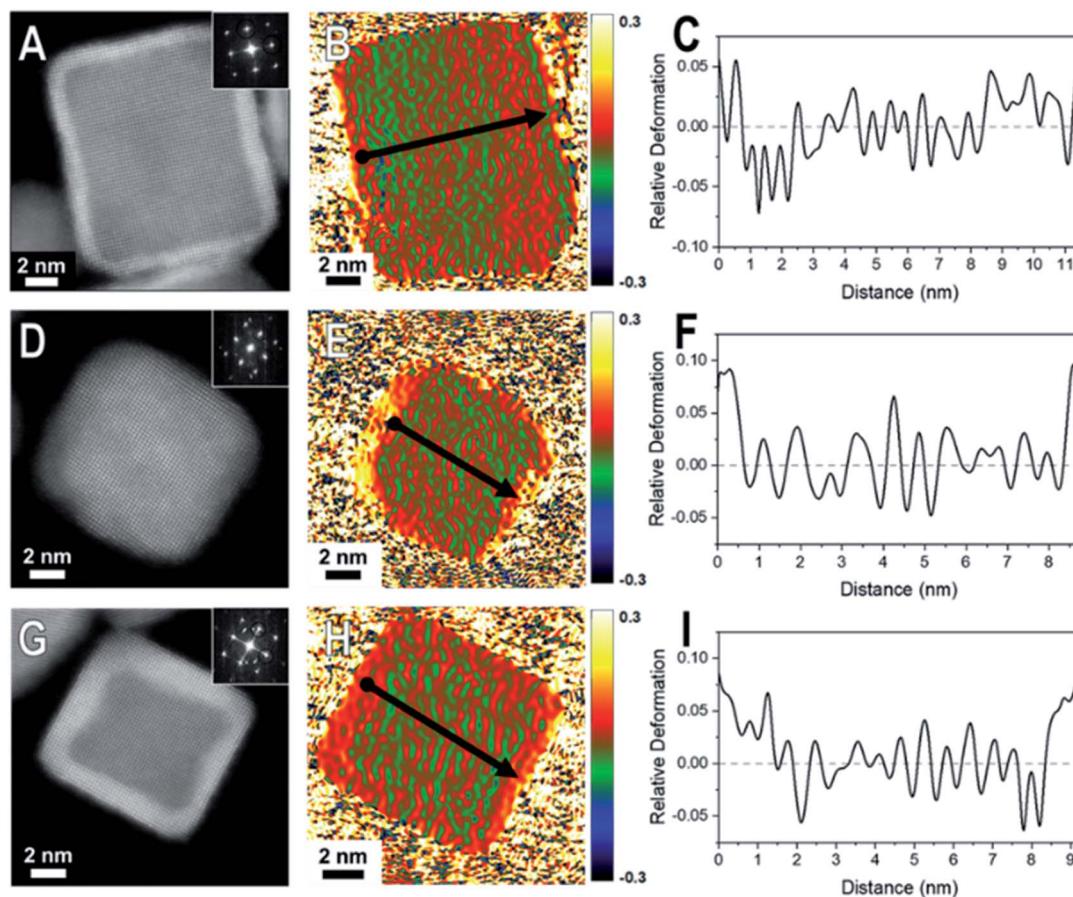 A
2 nm
B
2 nm
0.3
-0.3
C
Relative Deformation
0.05
0.00
-0.05
-0.10
0 1 2 3 4 5 6 7 8 9 10 11
Distance (nm)
D
2 nm
E
2 nm
0.3
-0.3
F
Relative Deformation
0.10
0.05
0.00
-0.05
0 1 2 3 4 5 6 7 8
Distance (nm)
G
2 nm
H
2 nm
0.3
-0.3
I
Relative Deformation
0.10
0.05
0.00
-0.05
0 1 2 3 4 5 6 7 8 9
Distance (nm)